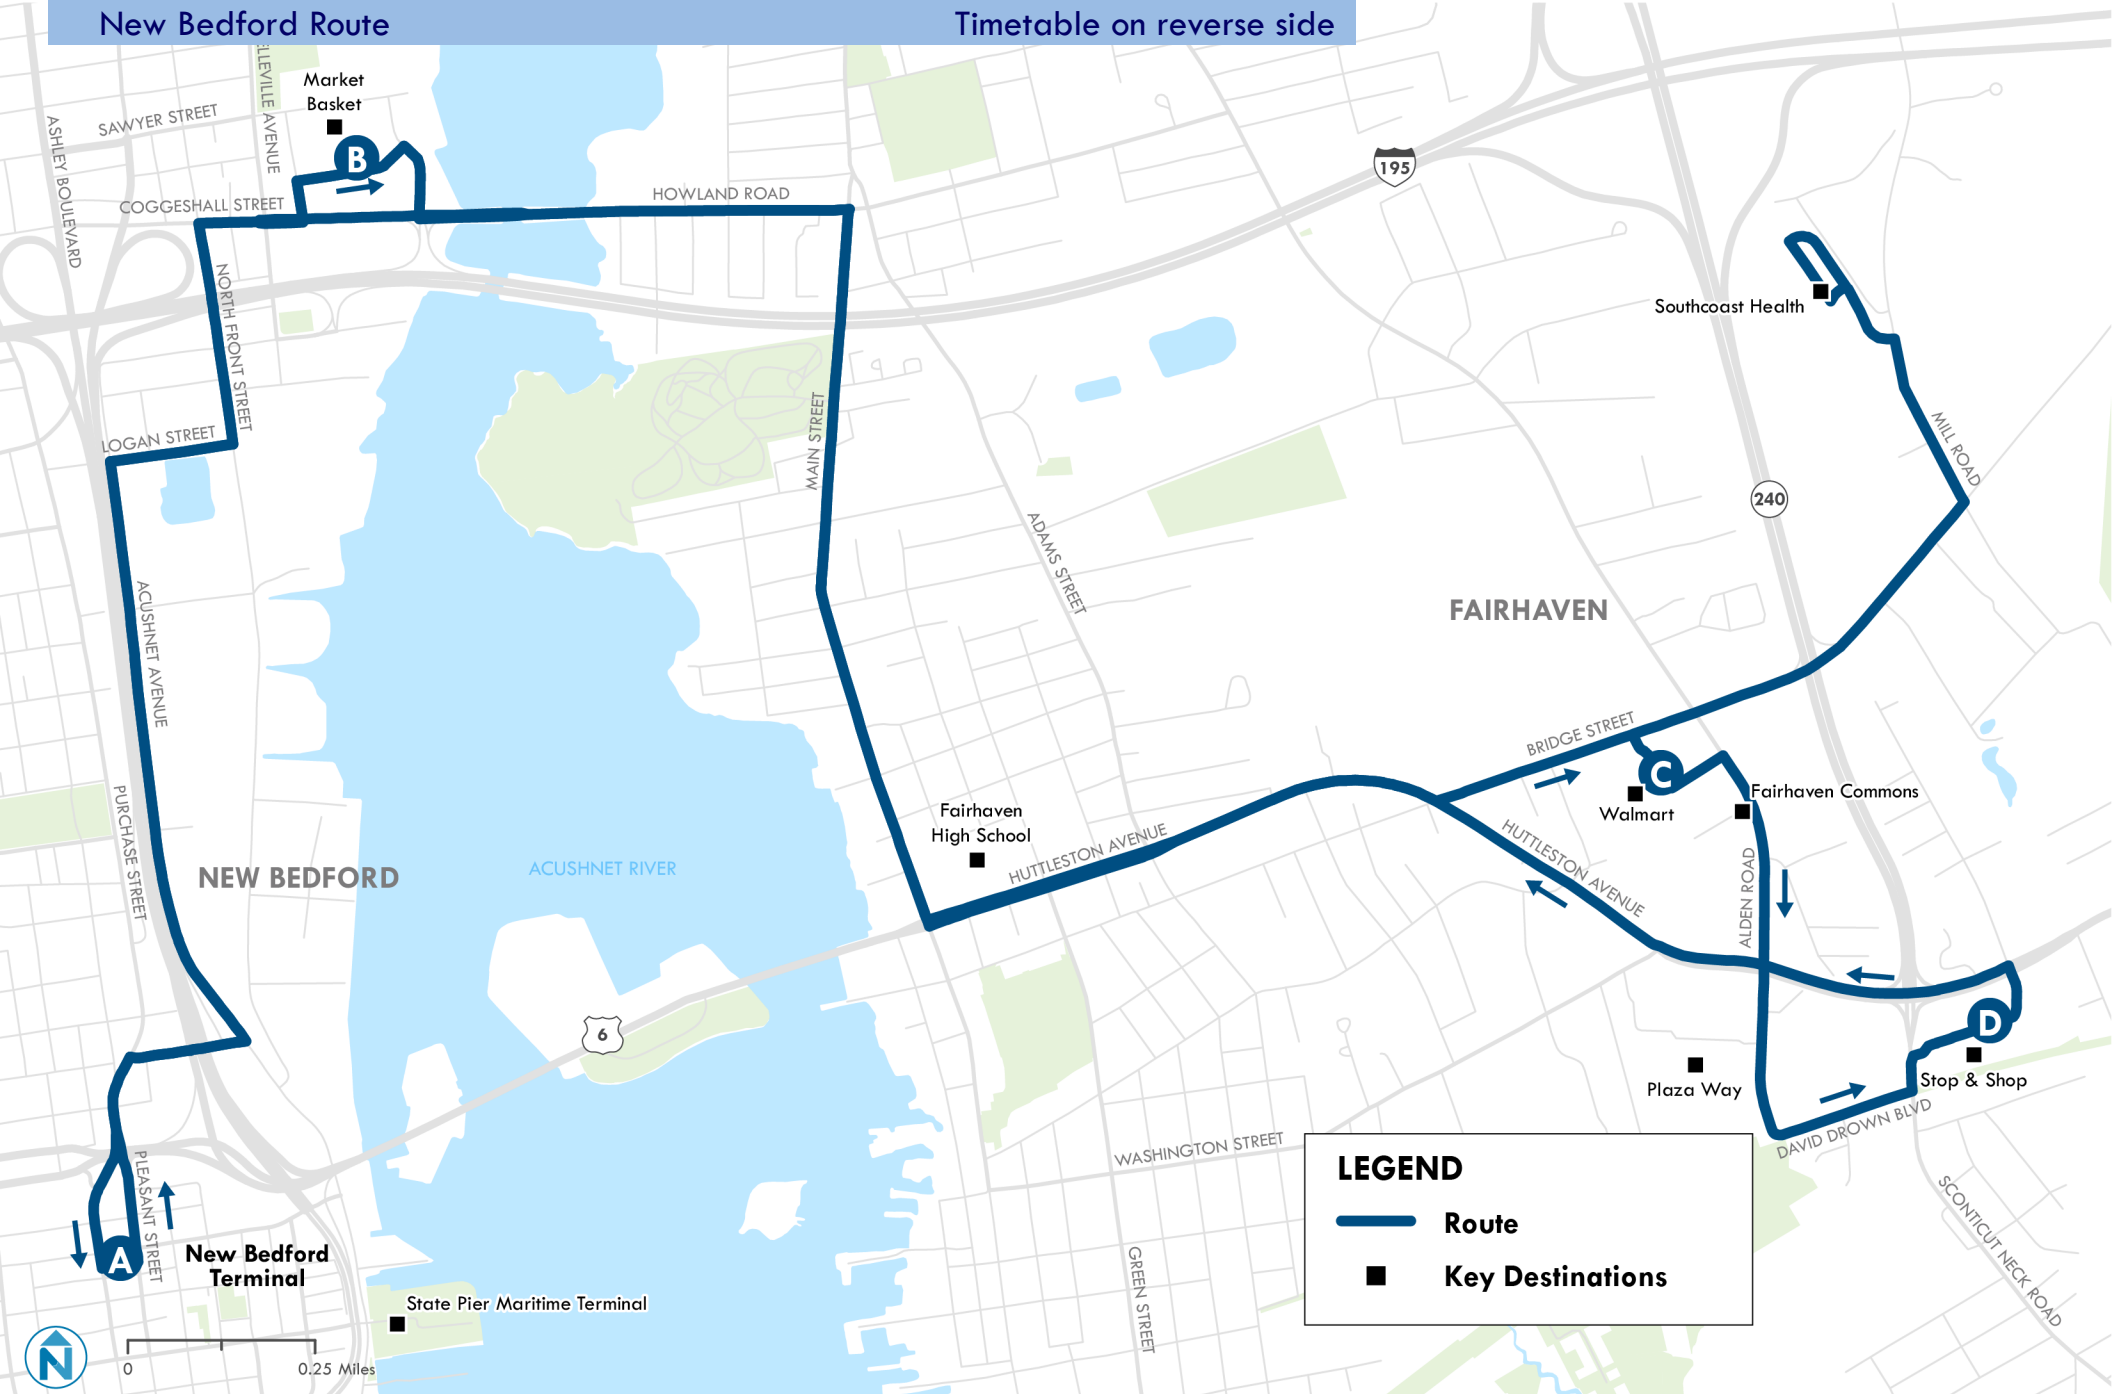 New Bedford Route
Timetable on reverse side
Market
Basket
SAWYER STREET
ASHLEY BOULEVARD
B
195
COGGESHALL STREET
HOWLAND ROAD
NORTH FRONT STREET
Southcoast Health
LOGAN STREET
MAIN STREET
MILL ROAD
240
ADAMS STREET
ACUSHNET AVENUE
FAIRHAVEN
BRIDGE STREET
C
Walmart
Fairhaven Commons
Fairhaven
High School
PURCHASE STREET
HUTTLESTON AVENUE
HUTTLESTON AVENUE
ALDEN ROAD
NEW BEDFORD
ACUSHNET RIVER
6
D
Stop & Shop
Plaza Way
DAVID DROWN BLVD
WASHINGTON STREET
PLEASANT STREET
A
New Bedford
Terminal
GREEN STREET
SCONTICUT NECK ROAD
State Pier Maritime Terminal
LEGEND
Route
Key Destinations
N
0
0.25 Miles